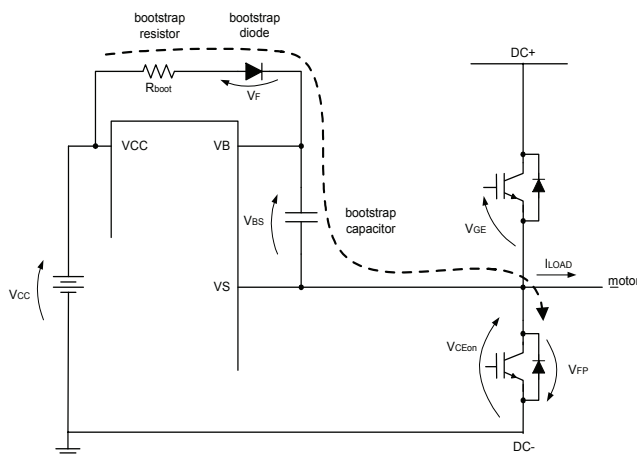 bootstrap
resistor
bootstrap
diode
DC+
Rboot
VF
VCC
VB
VBS
bootstrap
capacitor
VGE
ILOAD
motor
VCC
VS
VCEon
VFP
DC-